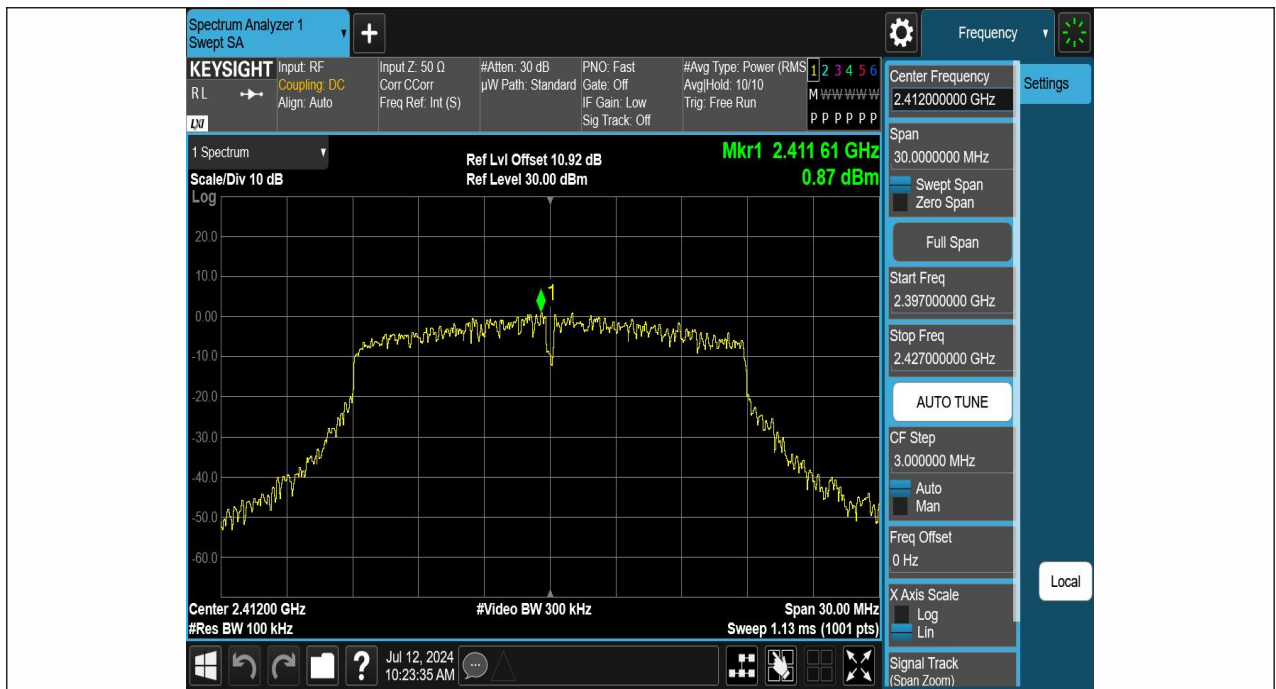 Spectrum Analyzer 1
Swept SA
+
Frequency
KEYSIGHT
RL
LXI
Input: RF
Coupling: DC
Align: Auto
Input Z: 50 Ω
Corr CCorr
Freq Ref: Int (S)
#Atten: 30 dB
µW Path: Standard
PNO: Fast
Gate: Off
IF Gain: Low
Sig Track: Off
#Avg Type: Power (RMS
Avg|Hold: 10/10
Trig: Free Run
1 2 3 4 5 6
M W W W W W
P P P P P P
1 Spectrum
Scale/Div 10 dB
Log
Ref Lvl Offset 10.92 dB
Ref Level 30.00 dBm
Mkr1 2.411 61 GHz
0.87 dBm
20.0
10.0
0.00
-10.0
-20.0
-30.0
-40.0
-50.0
-60.0
1
Center 2.41200 GHz
#Res BW 100 kHz
#Video BW 300 kHz
Span 30.00 MHz
Sweep 1.13 ms (1001 pts)
?
Jul 12, 2024
10:23:35 AM
Center Frequency
2.412000000 GHz
Settings
Span
30.0000000 MHz
Swept Span
Zero Span
Full Span
Start Freq
2.397000000 GHz
Stop Freq
2.427000000 GHz
AUTO TUNE
CF Step
3.000000 MHz
Auto
Man
Freq Offset
0 Hz
X Axis Scale
Log
Lin
Local
Signal Track
(Span Zoom)